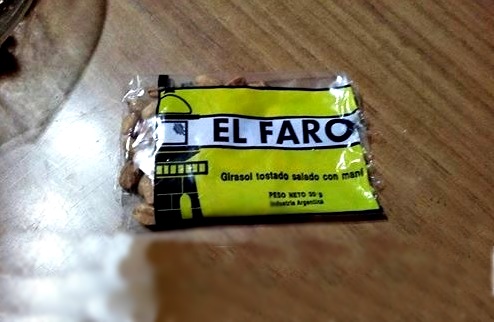 EL FARO
Girasol tostado salado con maní
PESO NETO 30 g
Industria Argentina